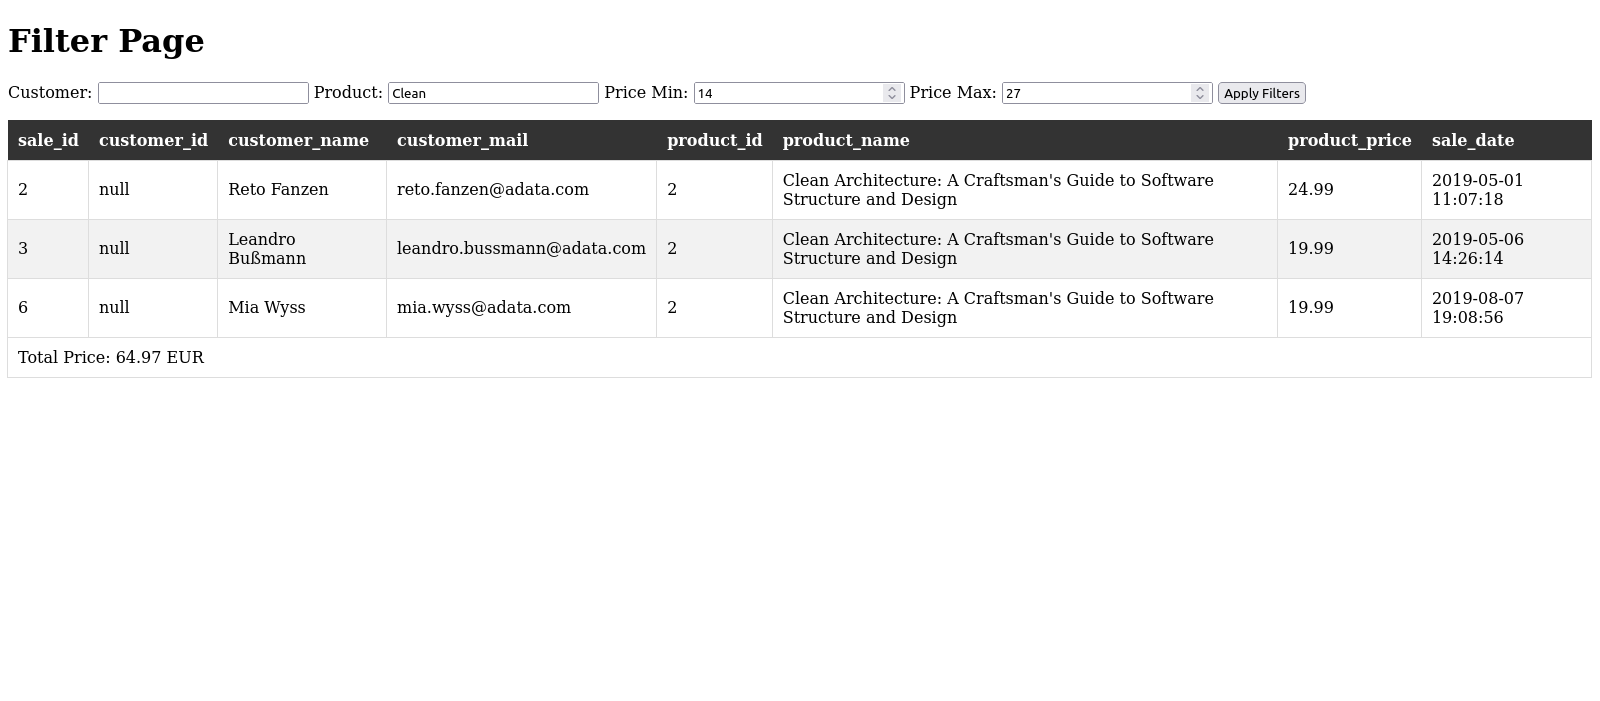 Filter Page
Customer: Product: Clean Price Min: 14 Price Max: 27 Apply Filters
sale_id customer_id customer_name customer_mail product_id product_name product_price sale_date
2 null Reto Fanzen reto.fanzen@adata.com 2 Clean Architecture: A Craftsman's Guide to Software 24.99 2019-05-01
Structure and Design 11:07:18
3 null Leandro leandro.bussmann@adata.com 2 Clean Architecture: A Craftsman's Guide to Software 19.99 2019-05-06
Bußmann Structure and Design 14:26:14
6 null Mia Wyss mia.wyss@adata.com 2 Clean Architecture: A Craftsman's Guide to Software 19.99 2019-08-07
Structure and Design 19:08:56
Total Price: 64.97 EUR